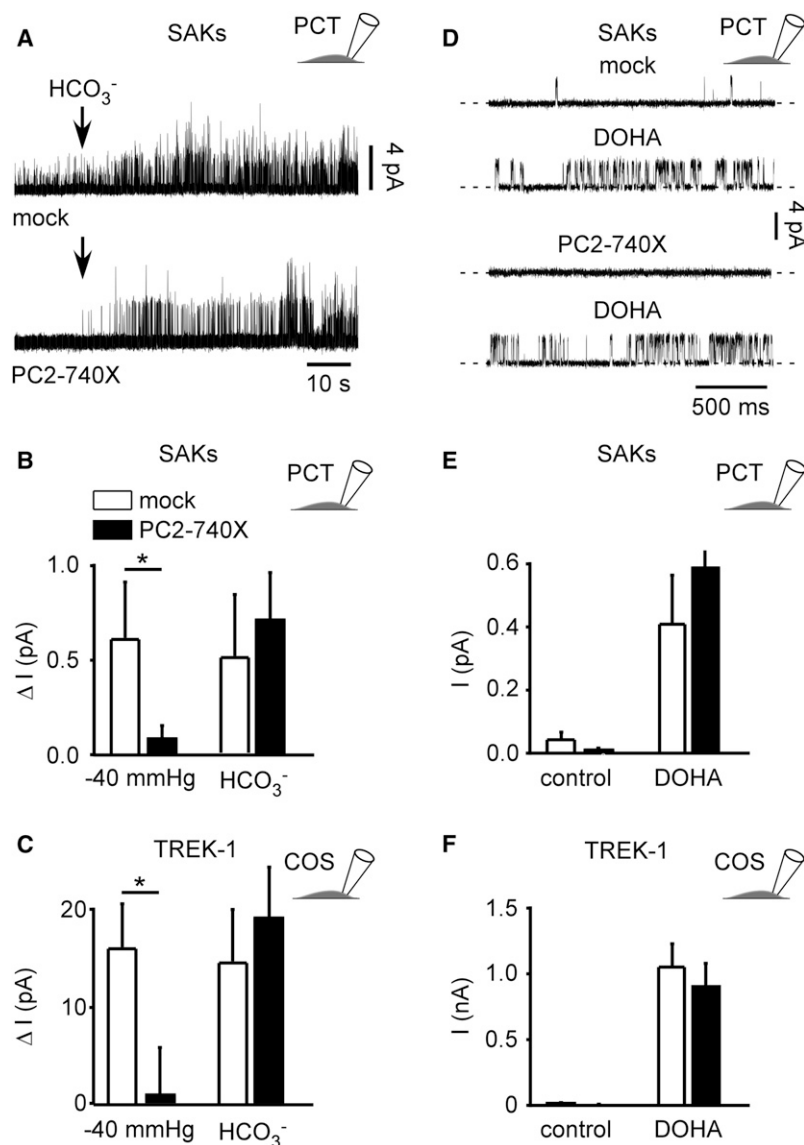 A
SAKs
PCT
HCO₃⁻
4 pA
mock
PC2-740X
10 s
B
SAKs
PCT
mock
PC2-740X
*
Δ I (pA)
1.0
0.5
0.0
-40 mmHg
HCO₃⁻
C
TREK-1
COS
*
Δ I (pA)
20
10
0
-40 mmHg
HCO₃⁻
D
SAKs
PCT
mock
DOHA
4 pA
PC2-740X
DOHA
500 ms
E
SAKs
PCT
I (pA)
0.6
0.4
0.2
0.0
control
DOHA
F
TREK-1
COS
I (nA)
1.5
1.0
0.5
0
control
DOHA